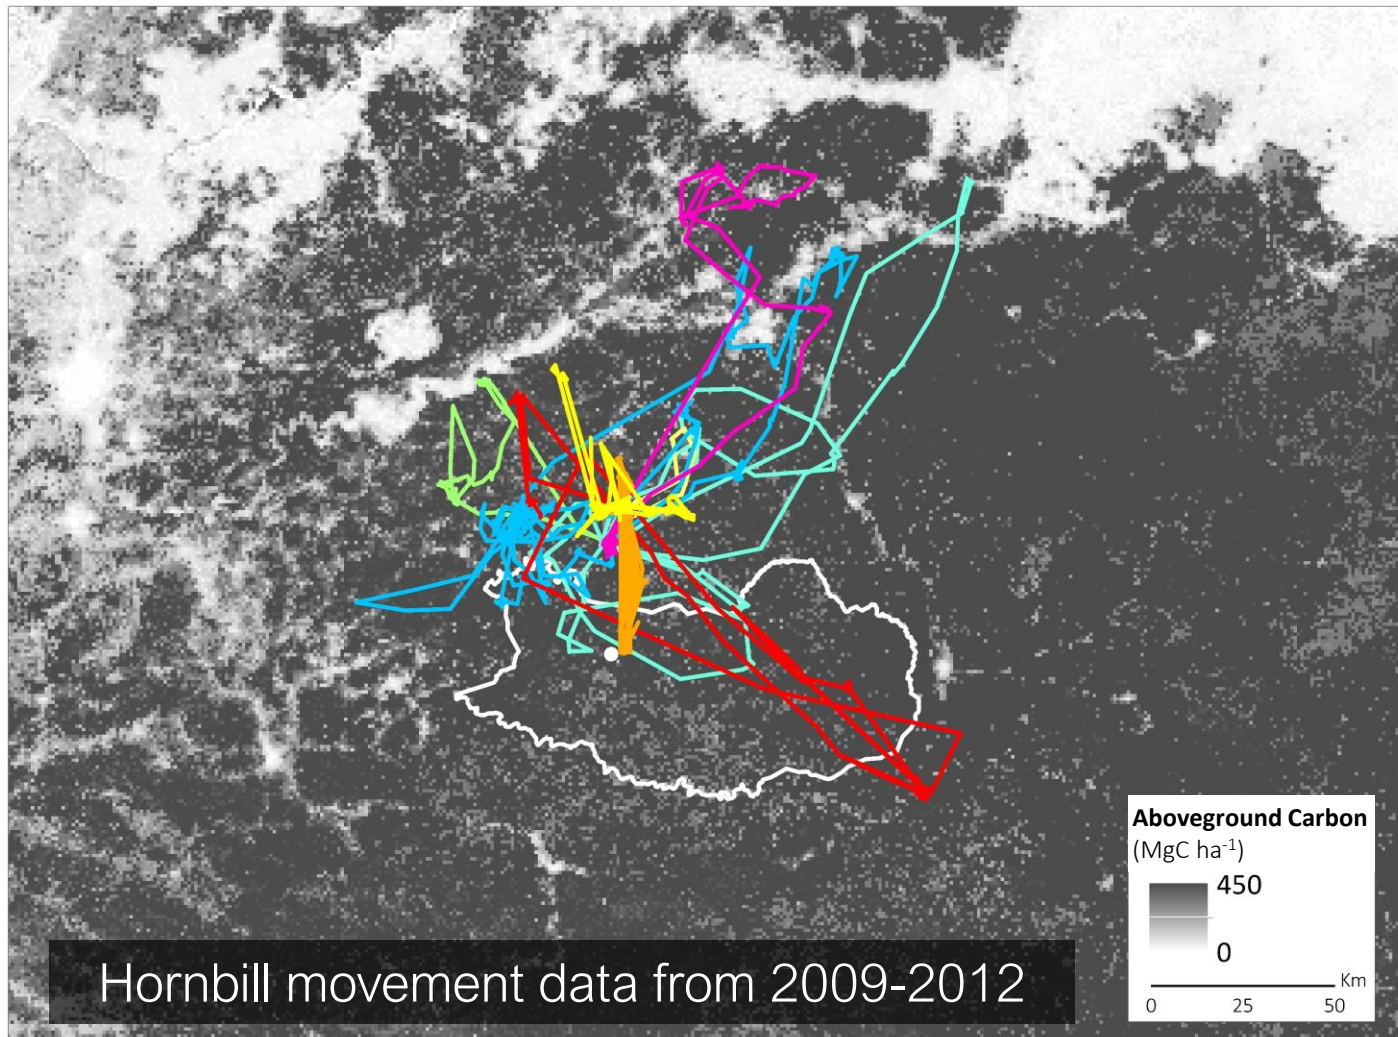 Aboveground Carbon
(MgC ha⁻¹)
450
0
Km
0 25 50
Hornbill movement data from 2009-2012